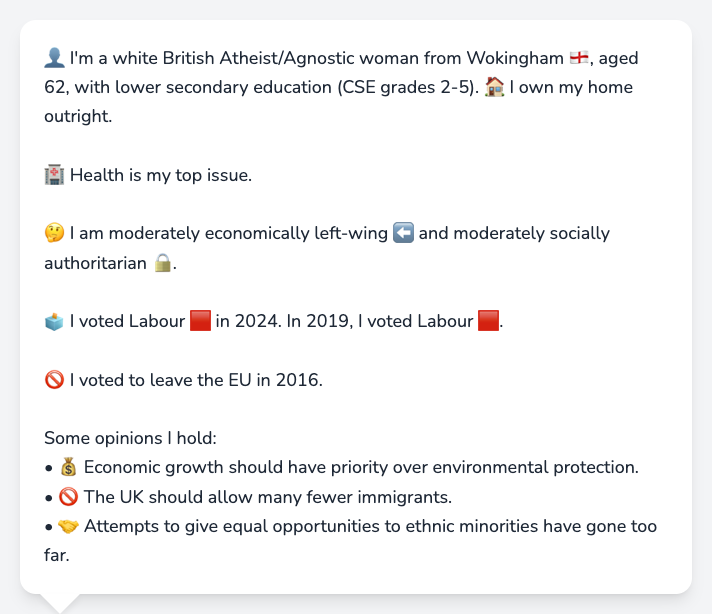 👤 I'm a white British Atheist/Agnostic woman from Wokingham 🏴󠁧󠁢󠁥󠁮󠁧󠁿, aged
62, with lower secondary education (CSE grades 2-5). 🏠 I own my home
outright.
🏥 Health is my top issue.
🤔 I am moderately economically left-wing ⬅️ and moderately socially
authoritarian 🔒.
🗳️ I voted Labour 🟥 in 2024. In 2019, I voted Labour 🟥.
🚫 I voted to leave the EU in 2016.
Some opinions I hold:
• 💰 Economic growth should have priority over environmental protection.
• 🚫 The UK should allow many fewer immigrants.
• 🤝 Attempts to give equal opportunities to ethnic minorities have gone too
far.